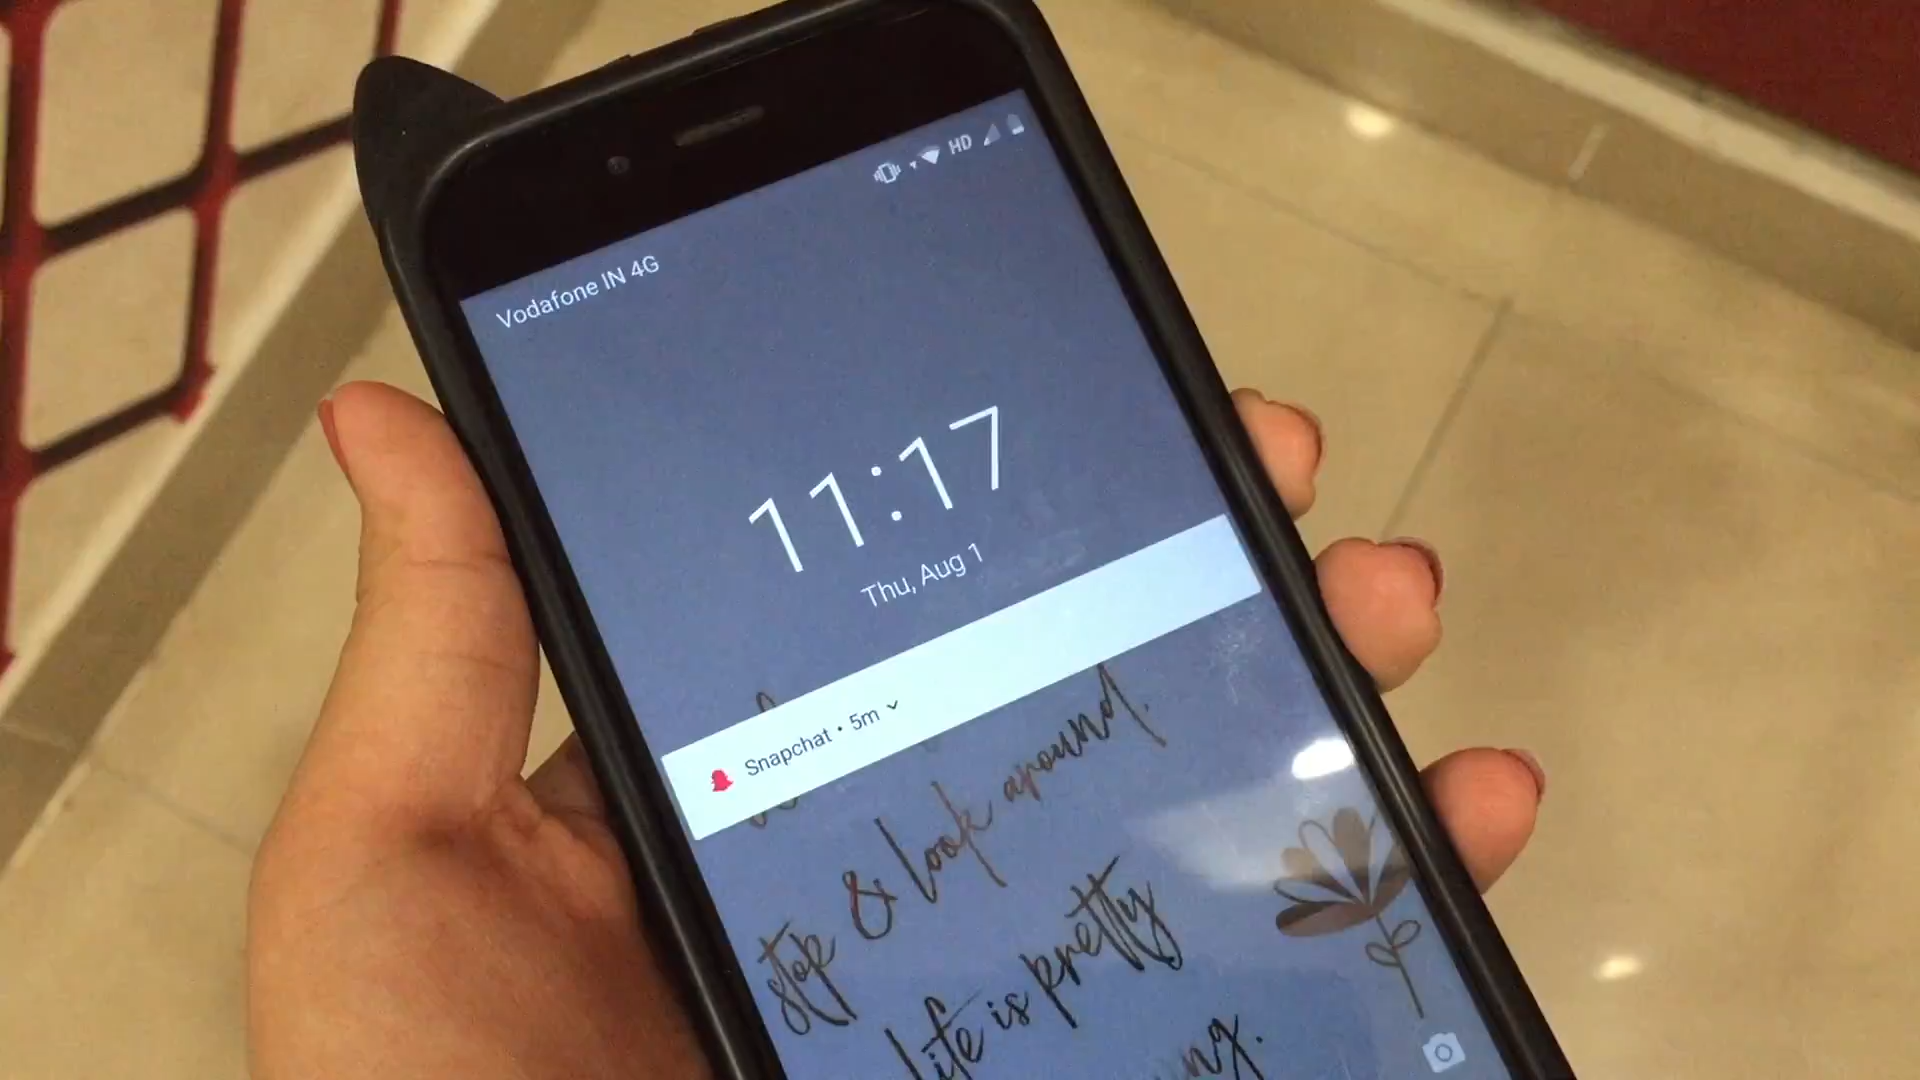 HD
Vodafone IN 4G
11:17
Thu, Aug 1
Snapchat • 5m
stop & look around.
life is pretty